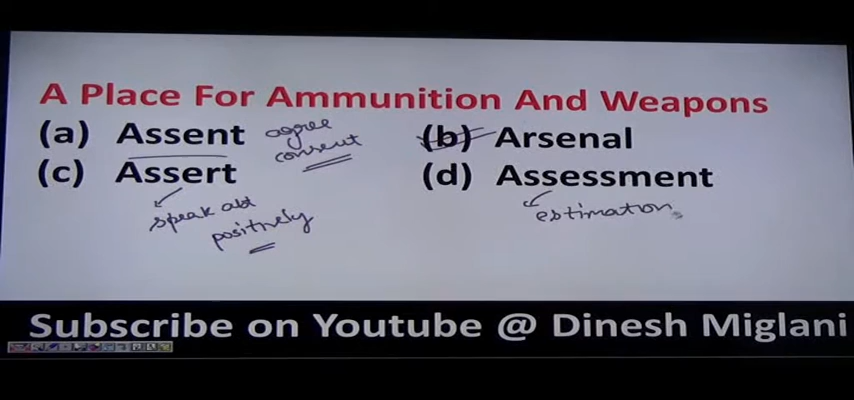 A Place For Ammunition And Weapons
(a) Assent agree consent (b) Arsenal
(c) Assert (d) Assessment
speak abt positively estimation
Subscribe on Youtube @ Dinesh Miglani